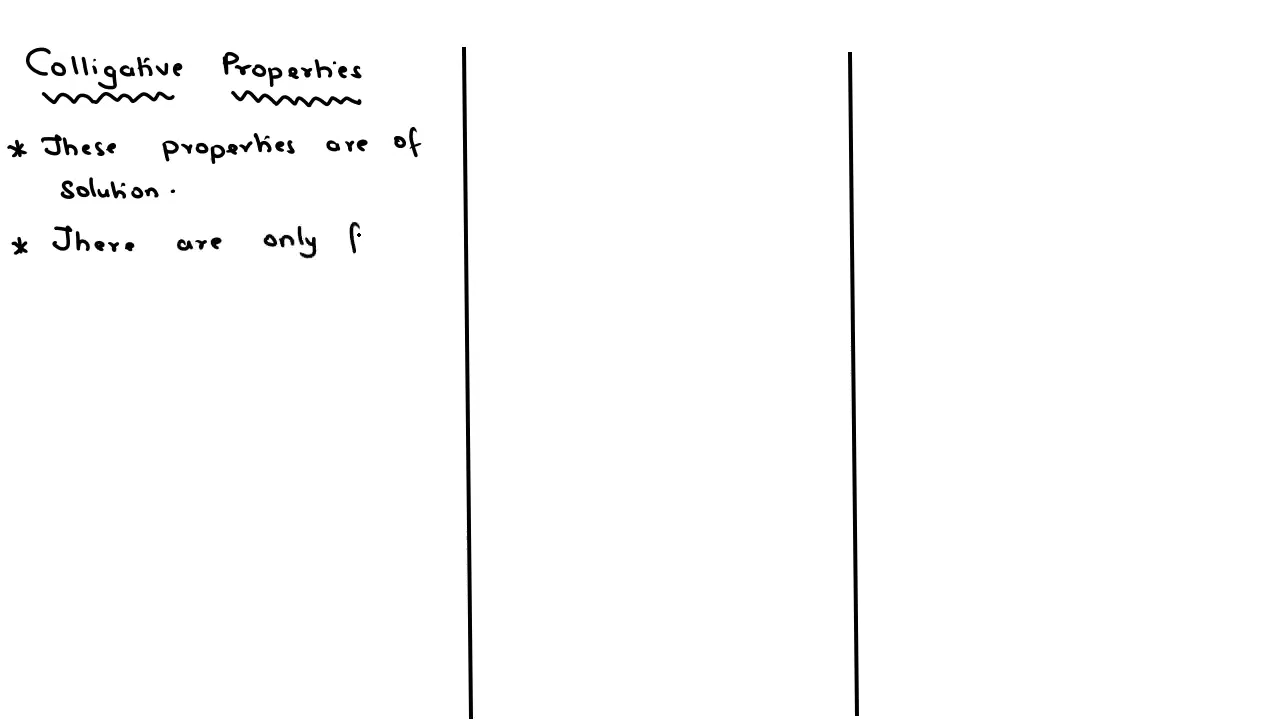 Colligative Properties
* These properties are of
solution.
* There are only f